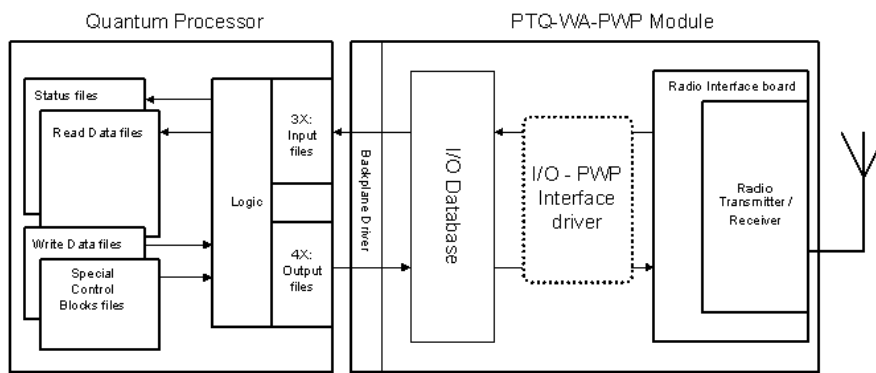 Quantum Processor
PTQ-WA-PWP Module
Status files
Read Data files
Write Data files
Special
Control
Blocks files
Logic
3X:
Input
files
4X:
Output
files
Backplane Driver
I/O Database
I/O - PWP
Interface
driver
Radio Interface board
Radio
Transmitter /
Receiver